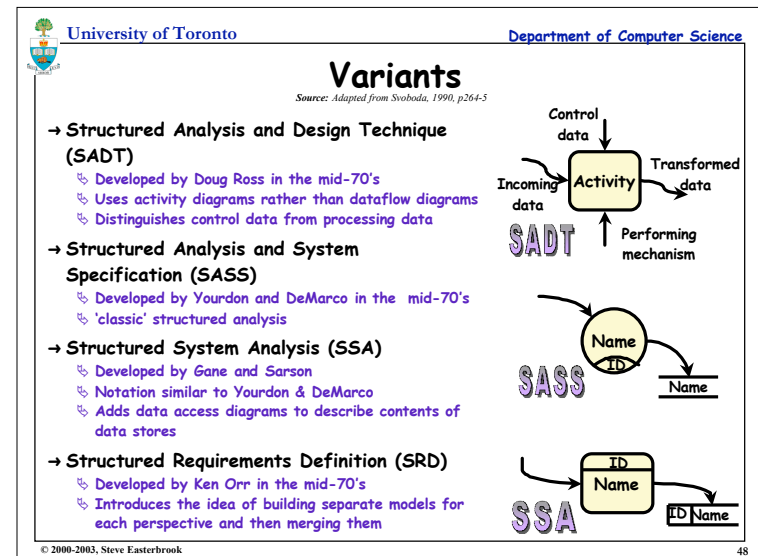 University of Toronto
Department of Computer Science
Variants
Source: Adapted from Svoboda, 1990, p264-5
→ Structured Analysis and Design Technique
(SADT)
Developed by Doug Ross in the mid-70's
Uses activity diagrams rather than dataflow diagrams
Distinguishes control data from processing data
→ Structured Analysis and System
Specification (SASS)
Developed by Yourdon and DeMarco in the mid-70's
'classic' structured analysis
→ Structured System Analysis (SSA)
Developed by Gane and Sarson
Notation similar to Yourdon & DeMarco
Adds data access diagrams to describe contents of
data stores
→ Structured Requirements Definition (SRD)
Developed by Ken Orr in the mid-70's
Introduces the idea of building separate models for
each perspective and then merging them
Control
data
Incoming
data
Activity
Transformed
data
Performing
mechanism
SADT
Name
ID
Name
SASS
ID
Name
ID Name
SSA
© 2000-2003, Steve Easterbrook
48